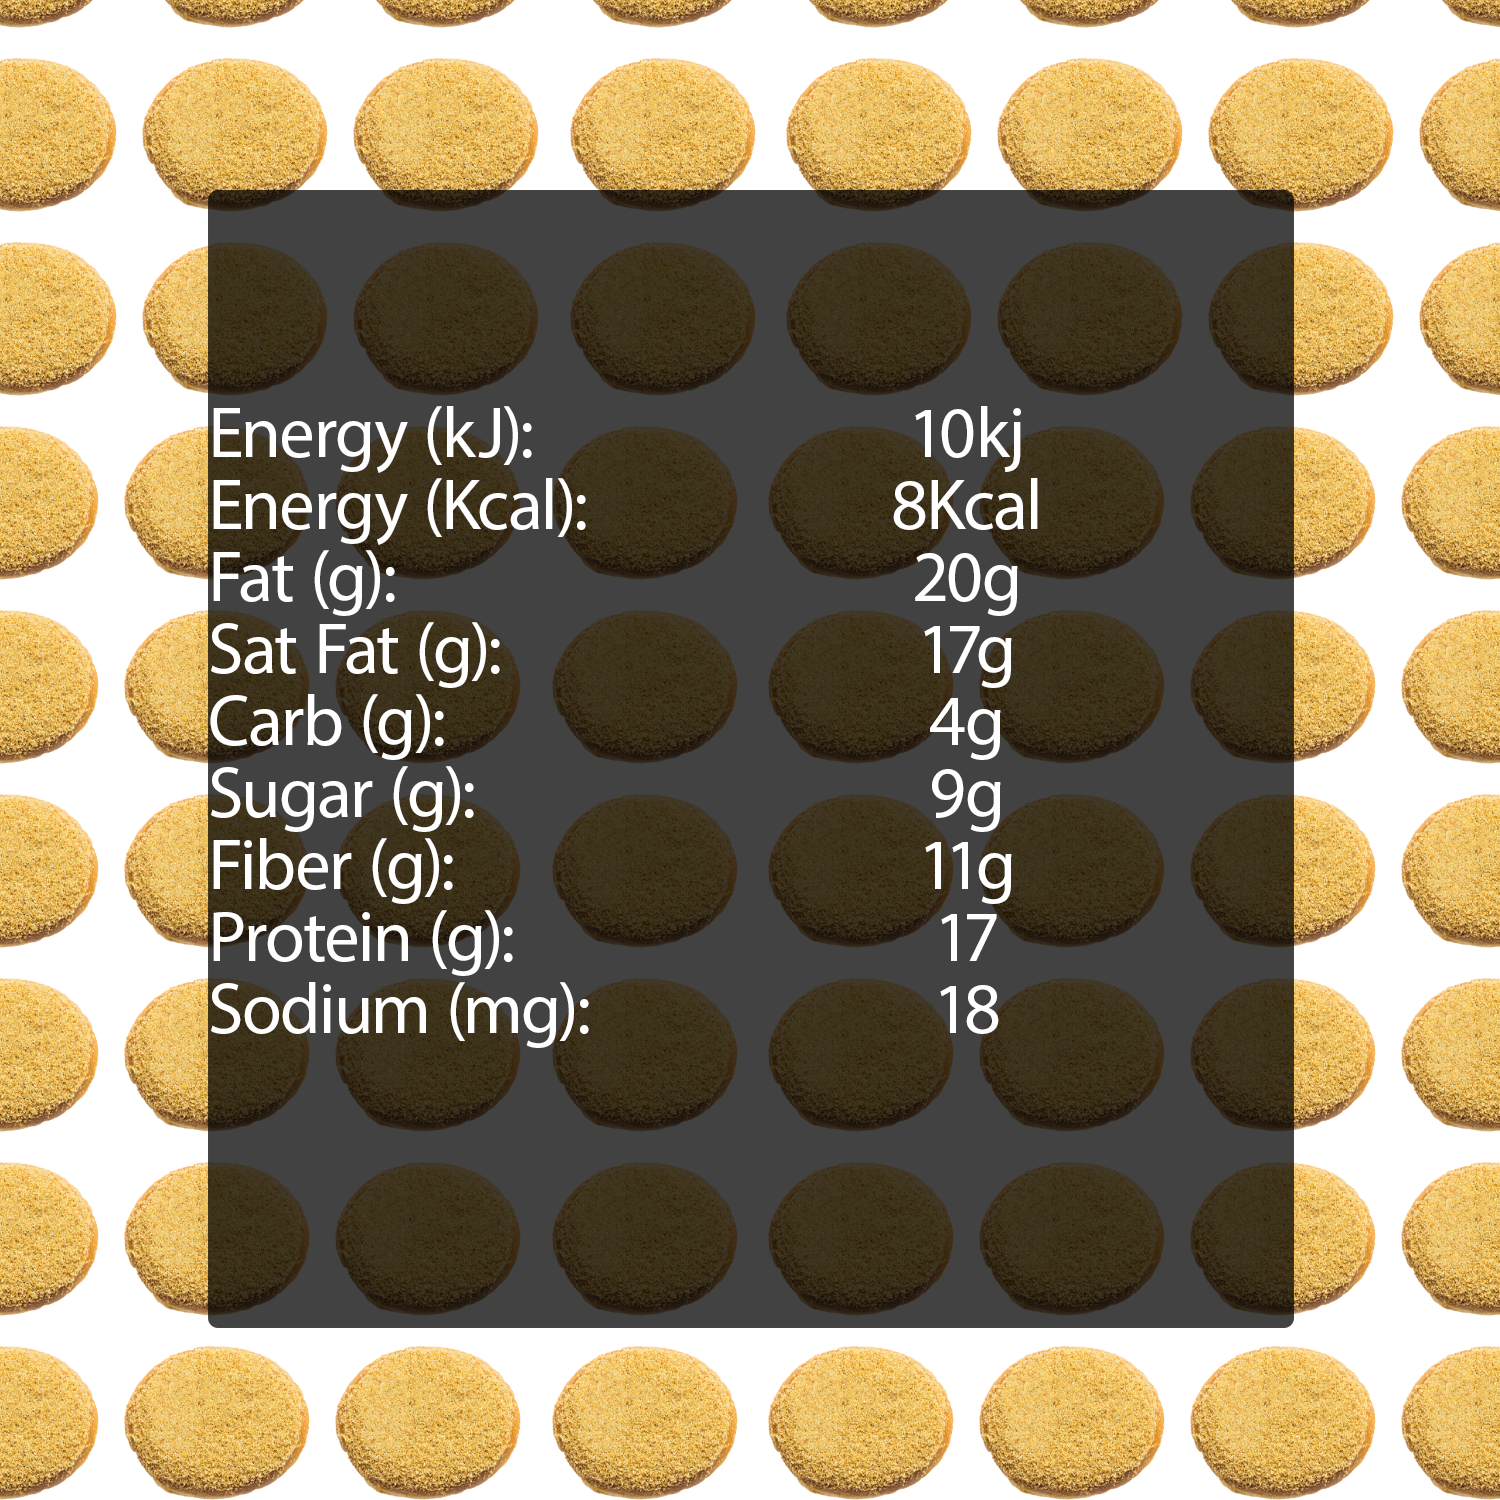 Energy (kJ): 10kj
Energy (Kcal): 8Kcal
Fat (g): 20g
Sat Fat (g): 17g
Carb (g): 4g
Sugar (g): 9g
Fiber (g): 11g
Protein (g): 17
Sodium (mg): 18